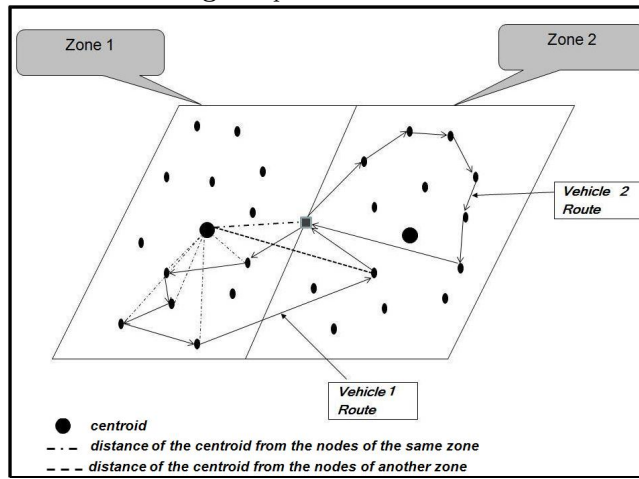 Zone 1
Zone 2
Vehicle 2
Route
Vehicle 1
Route
centroid
distance of the centroid from the nodes of the same zone
distance of the centroid from the nodes of another zone